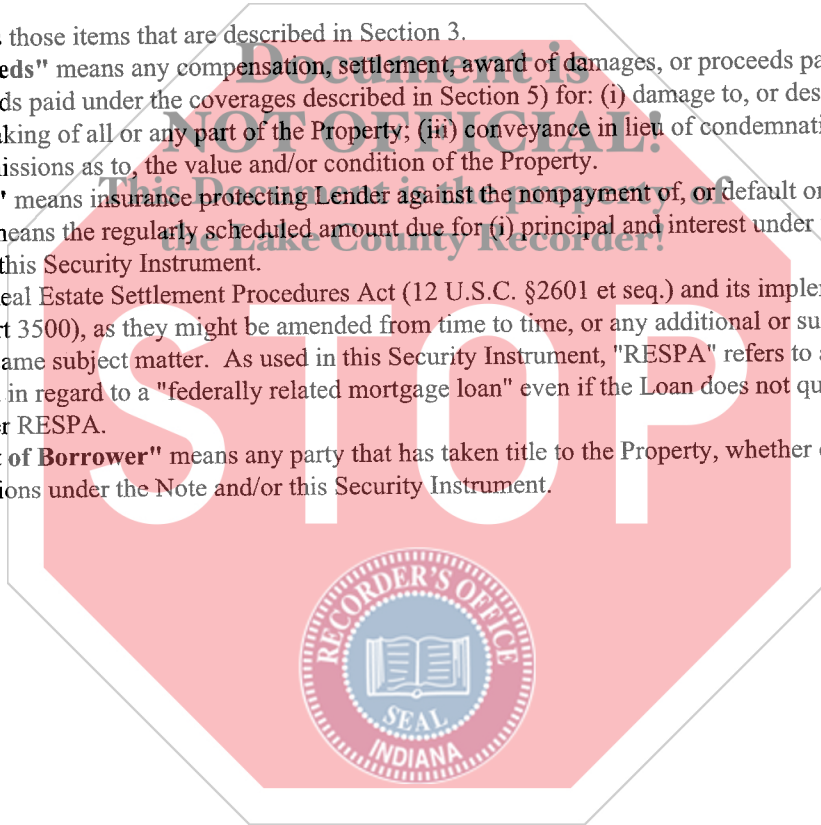 those items that are described in Section 3.
eds" means any compensation, settlement, award of damages, or proceeds pa
ds paid under the coverages described in Section 5) for: (i) damage to, or des
aking of all or any part of the Property; (iii) conveyance in lieu of condemnati
issions as to, the value and/or condition of the Property.
" means insurance protecting Lender against the nonpayment of, or default or
neans the regularly scheduled amount due for (i) principal and interest under
this Security Instrument.
eal Estate Settlement Procedures Act (12 U.S.C. §2601 et seq.) and its imple
rt 3500), as they might be amended from time to time, or any additional or su
ame subject matter. As used in this Security Instrument, "RESPA" refers to a
in regard to a "federally related mortgage loan" even if the Loan does not qu
r RESPA.
of Borrower" means any party that has taken title to the Property, whether
ions under the Note and/or this Security Instrument.
Document is
NOT OFFICIAL!
This Document is the property of
the Lake County Recorder!
STOP
RECORDER'S OFFICE
SEAL
INDIANA